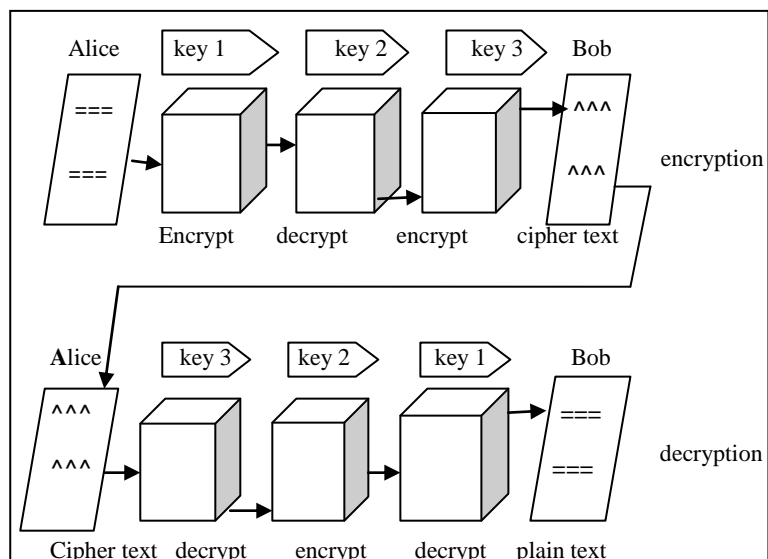 Alice key 1 key 2 key 3 Bob
=== ^^^
=== ^^^
encryption
Encrypt decrypt encrypt cipher text
Alice key 3 key 2 key 1 Bob
^^^ ===
^^^ ===
decryption
Cipher text decrypt encrypt decrypt plain text